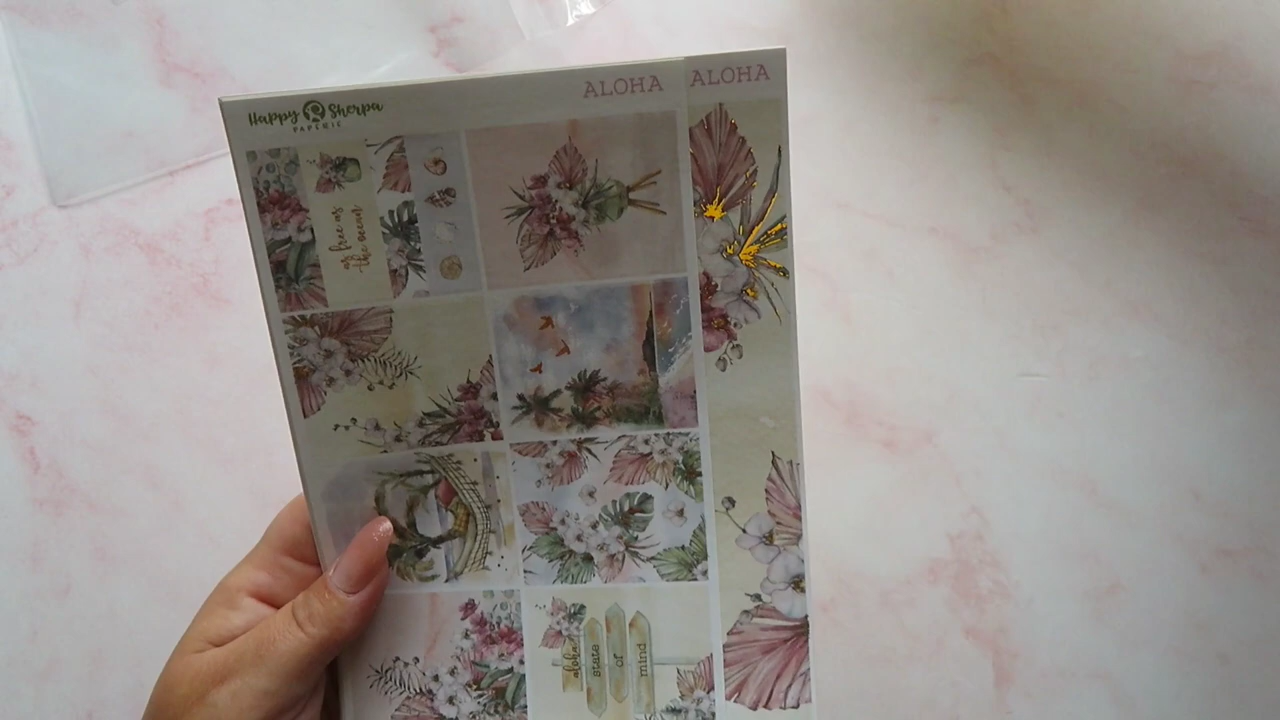 Happy Sherpa
PAPERIE
ALOHA
ALOHA
as free as
the ocean
aloha
state
of
mind